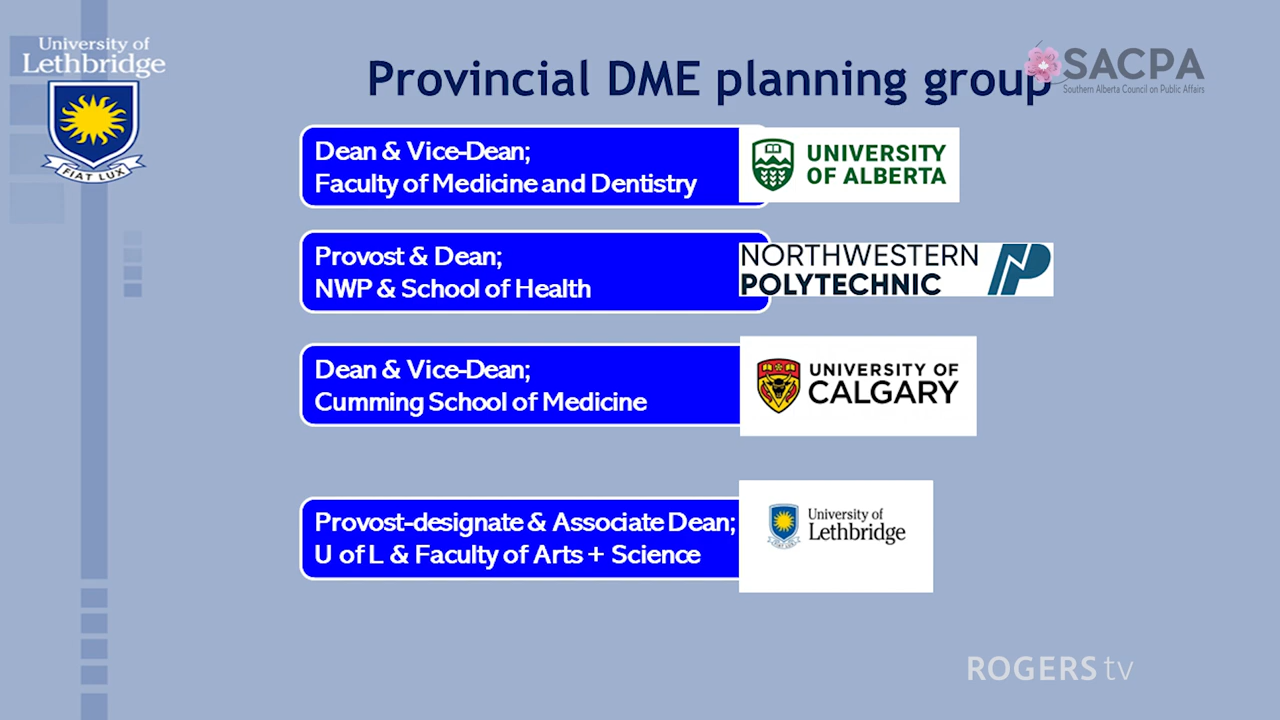 University of
Lethbridge
FIAT LUX
Provincial DME planning group
SACPA
Southern Alberta Council on Public Affairs
Dean & Vice-Dean;
Faculty of Medicine and Dentistry
UNIVERSITY
OF ALBERTA
Provost & Dean;
NWP & School of Health
NORTHWESTERN
POLYTECHNIC
Dean & Vice-Dean;
Cumming School of Medicine
UNIVERSITY OF
CALGARY
Provost-designate & Associate Dean;
U of L & Faculty of Arts + Science
University of
Lethbridge
ROGERS tv